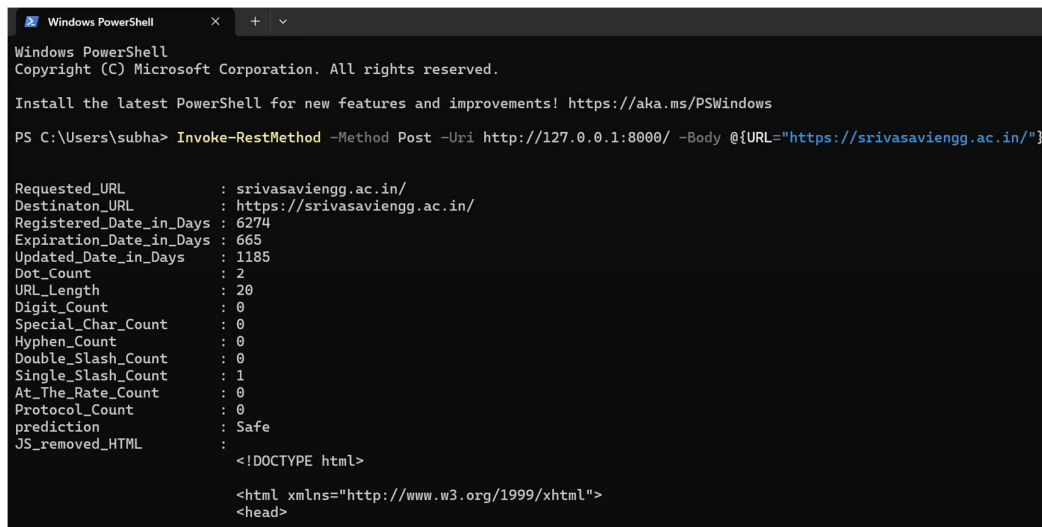 Windows PowerShell
Windows PowerShell
Copyright (C) Microsoft Corporation. All rights reserved.
Install the latest PowerShell for new features and improvements! https://aka.ms/PSWindows
PS C:\Users\subha> Invoke-RestMethod -Method Post -Uri http://127.0.0.1:8000/ -Body @{URL="https://srivasaviengg.ac.in/"}
Requested_URL : srivasaviengg.ac.in/
Destinaton_URL : https://srivasaviengg.ac.in/
Registered_Date_in_Days : 6274
Expiration_Date_in_Days : 665
Updated_Date_in_Days : 1185
Dot_Count : 2
URL_Length : 20
Digit_Count : 0
Special_Char_Count : 0
Hyphen_Count : 0
Double_Slash_Count : 0
Single_Slash_Count : 1
At_The_Rate_Count : 0
Protocol_Count : 0
prediction : Safe
JS_removed_HTML :
<!DOCTYPE html>
<html xmlns="http://www.w3.org/1999/xhtml">
<head>